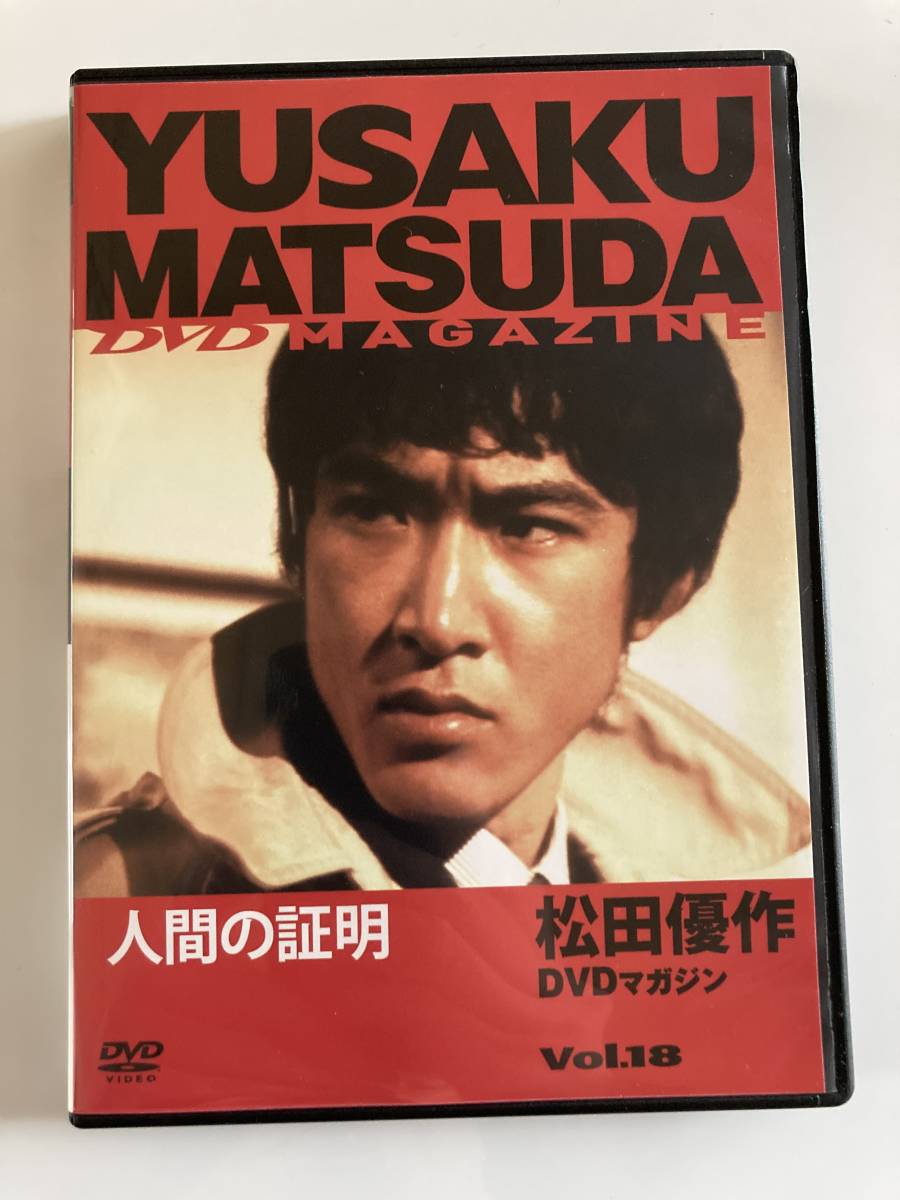 YUSAKU
MATSUDA
DVD MAGAZINE
人間の証明
松田優作
DVDマガジン
DVD
VIDEO
Vol.18